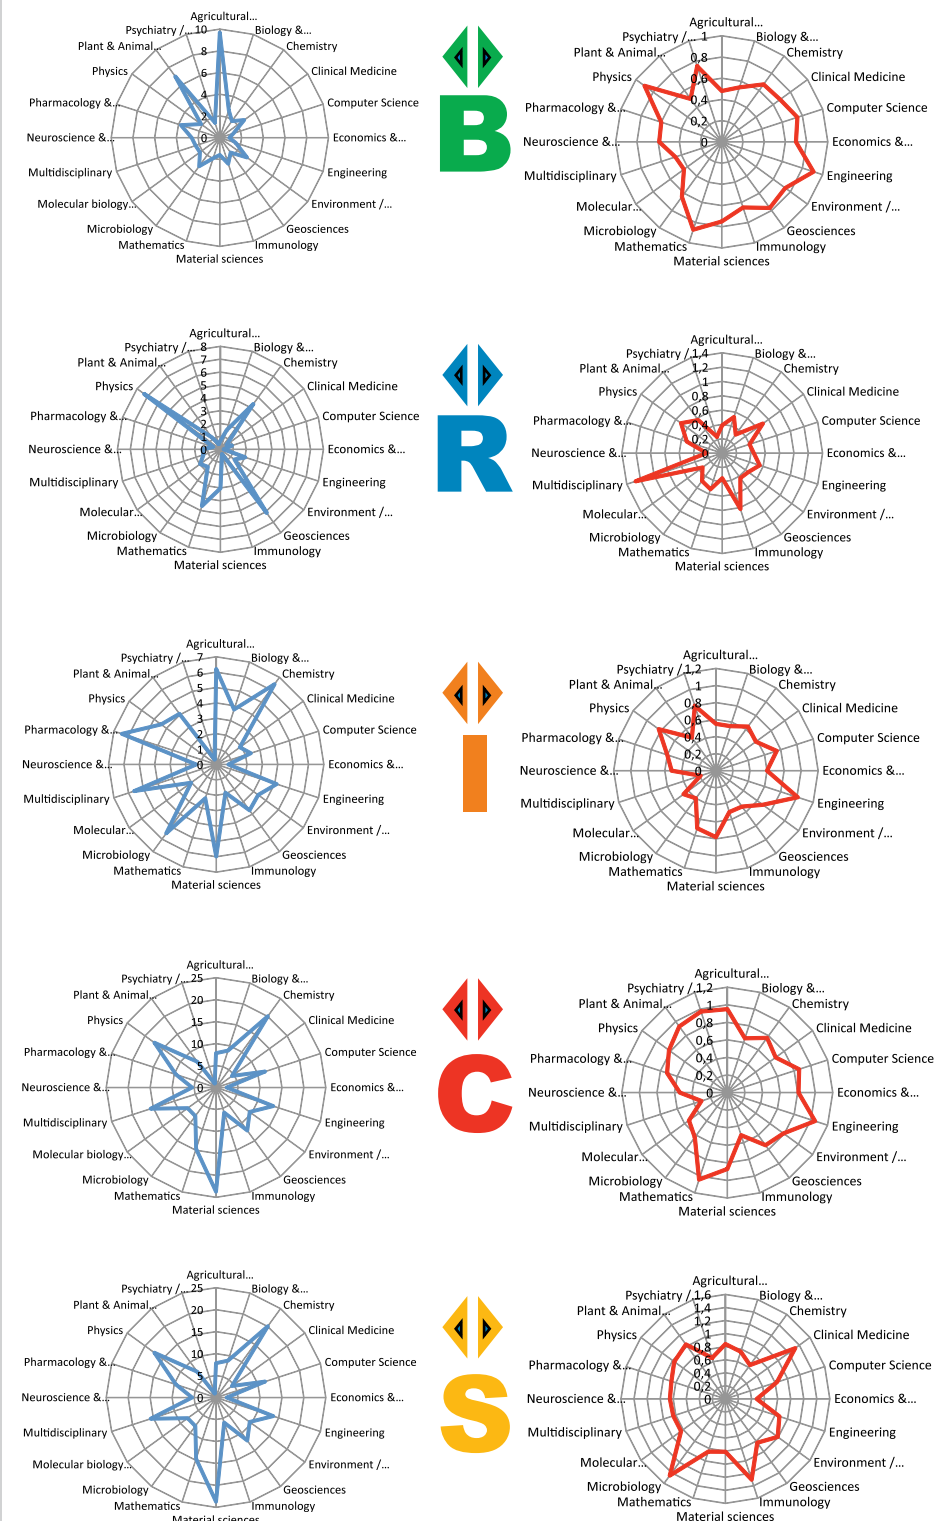 Agricultural...
Psychiatry /...
10
Biology &...
Plant & Animal...
Chemistry
8
Physics
Clinical Medicine
6
4
Pharmacology &...
Computer Science
2
Neuroscience &...
0
Economics &...
Multidisciplinary
Engineering
Molecular biology...
Environment /...
Microbiology
Geosciences
Mathematics
Immunology
Material sciences
B
Agricultural...
Psychiatry /...
1
Biology &...
Plant & Animal...
0,8
Chemistry
Physics
0,6
Clinical Medicine
Pharmacology &...
0,4
Computer Science
0,2
Neuroscience &...
0
Economics &...
Multidisciplinary
Engineering
Molecular...
Environment /...
Microbiology
Geosciences
Mathematics
Immunology
Material sciences
Agricultural...
Psychiatry /...
8
Biology &...
Plant & Animal...
7
Chemistry
6
Physics
5
Clinical Medicine
4
3
Pharmacology &...
2
Computer Science
1
Neuroscience &...
0
Economics &...
Multidisciplinary
Engineering
Molecular...
Environment /...
Microbiology
Geosciences
Mathematics
Immunology
Material sciences
R
Agricultural...
Psychiatry /...
1,4
Biology &...
Plant & Animal...
1,2
Chemistry
1
Physics
0,8
Clinical Medicine
0,6
Pharmacology &...
0,4
Computer Science
0,2
Neuroscience &...
0
Economics &...
Multidisciplinary
Engineering
Molecular...
Environment /...
Microbiology
Geosciences
Mathematics
Immunology
Material sciences
Agricultural...
Psychiatry /...
7
Biology &...
Plant & Animal...
6
Chemistry
5
Physics
4
Clinical Medicine
3
Pharmacology &...
2
Computer Science
1
Neuroscience &...
0
Economics &...
Multidisciplinary
Engineering
Molecular...
Environment /...
Microbiology
Geosciences
Mathematics
Immunology
Material sciences
I
Agricultural...
Psychiatry /...
1,2
Biology &...
Plant & Animal...
1
Chemistry
0,8
Physics
Clinical Medicine
0,6
Pharmacology &...
0,4
Computer Science
0,2
Neuroscience &...
0
Economics &...
Multidisciplinary
Engineering
Molecular...
Environment /...
Microbiology
Geosciences
Mathematics
Immunology
Material sciences
Agricultural...
Psychiatry /...
25
Biology &...
Plant & Animal...
20
Chemistry
Physics
15
Clinical Medicine
10
Pharmacology &...
5
Computer Science
Neuroscience &...
0
Economics &...
Multidisciplinary
Engineering
Molecular biology...
Environment /...
Microbiology
Geosciences
Mathematics
Immunology
Material sciences
C
Agricultural...
Psychiatry /...
1,2
Biology &...
Plant & Animal...
1
Chemistry
0,8
Physics
Clinical Medicine
0,6
Pharmacology &...
0,4
Computer Science
0,2
Neuroscience &...
0
Economics &...
Multidisciplinary
Engineering
Molecular...
Environment /...
Microbiology
Geosciences
Mathematics
Immunology
Material sciences
Agricultural...
Psychiatry /...
25
Biology &...
Plant & Animal...
20
Chemistry
Physics
15
Clinical Medicine
10
Pharmacology &...
5
Computer Science
Neuroscience &...
0
Economics &...
Multidisciplinary
Engineering
Molecular biology...
Environment /...
Microbiology
Geosciences
Mathematics
Immunology
Material sciences
S
Agricultural...
Psychiatry /...
1,6
Biology &...
Plant & Animal...
1,4
Chemistry
1,2
Physics
1
Clinical Medicine
0,8
Pharmacology &...
0,6
Computer Science
0,4
0,2
Neuroscience &...
0
Economics &...
Multidisciplinary
Engineering
Molecular...
Environment /...
Microbiology
Geosciences
Mathematics
Immunology
Material sciences